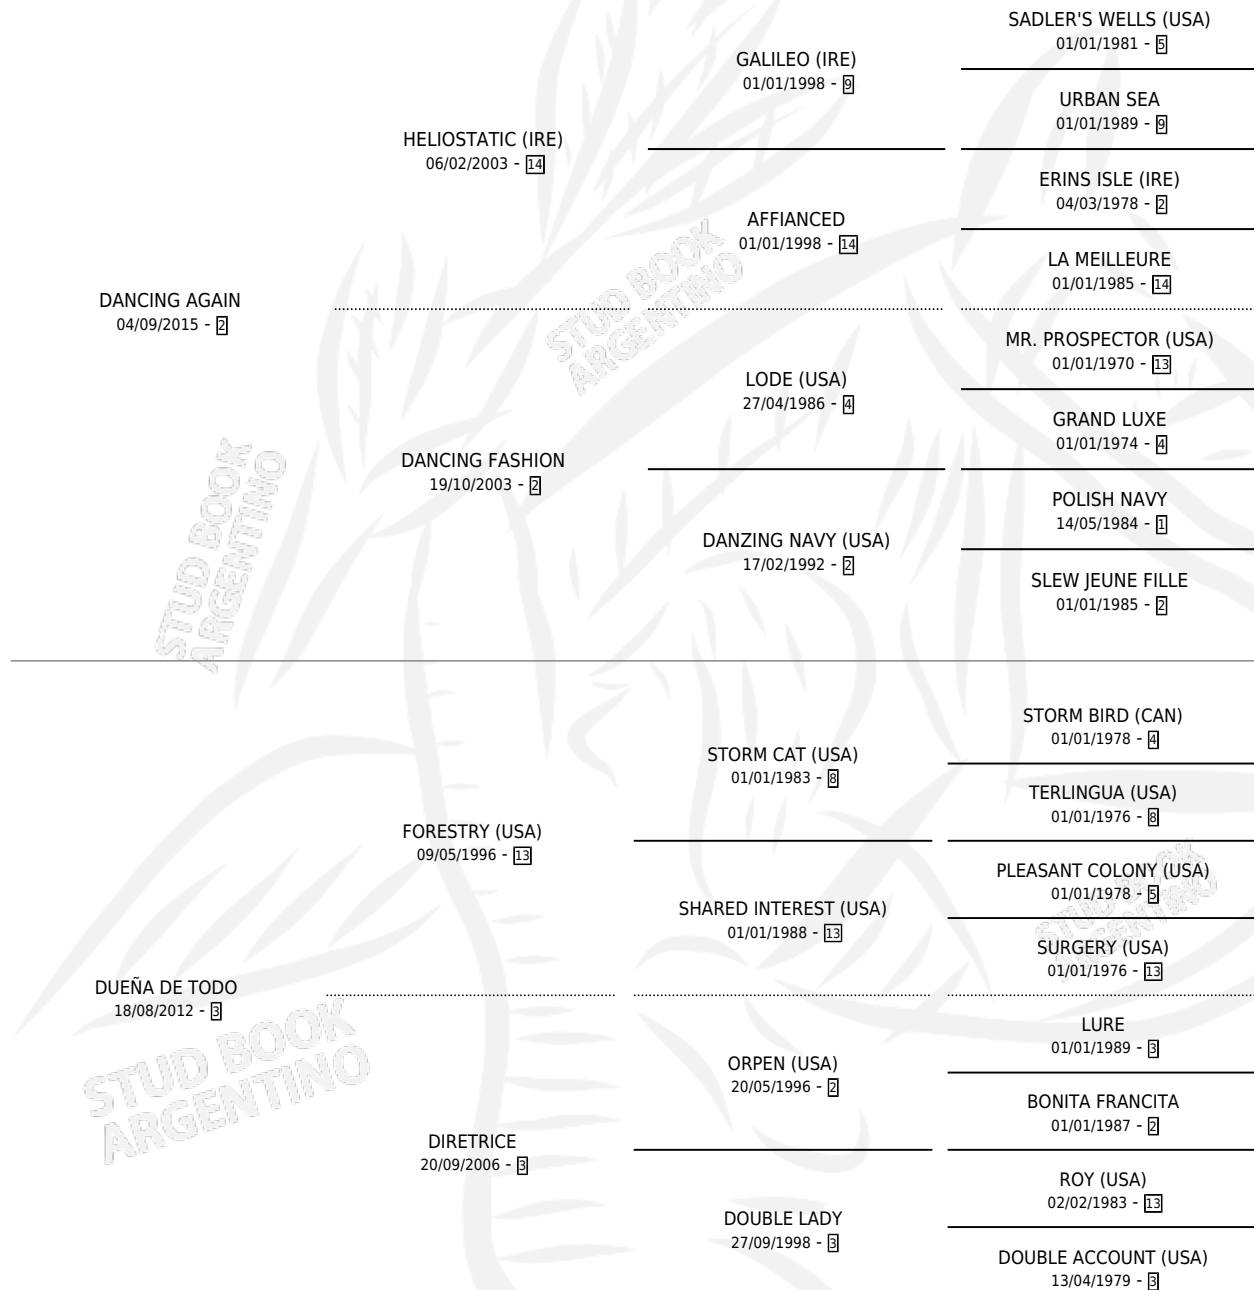 DANCING AGAIN
04/09/2015 - 2
HELIOSTATIC (IRE)
06/02/2003 - 14
GALILEO (IRE)
01/01/1998 - 9
SADLER'S WELLS (USA)
01/01/1981 - 5
URBAN SEA
01/01/1989 - 9
AFFIANCED
01/01/1998 - 14
ERINS ISLE (IRE)
04/03/1978 - 2
LA MEILLEURE
01/01/1985 - 14
DANCING FASHION
19/10/2003 - 2
LODE (USA)
27/04/1986 - 4
MR. PROSPECTOR (USA)
01/01/1970 - 13
GRAND LUXE
01/01/1974 - 4
DANZING NAVY (USA)
17/02/1992 - 2
POLISH NAVY
14/05/1984 - 1
SLEW JEUNE FILLE
01/01/1985 - 2
DUEÑA DE TODO
18/08/2012 - 3
FORESTRY (USA)
09/05/1996 - 13
STORM CAT (USA)
01/01/1983 - 8
STORM BIRD (CAN)
01/01/1978 - 4
TERLINGUA (USA)
01/01/1976 - 8
SHARED INTEREST (USA)
01/01/1988 - 13
PLEASANT COLONY (USA)
01/01/1978 - 5
SURGERY (USA)
01/01/1976 - 13
DIRETRICE
20/09/2006 - 3
ORPEN (USA)
20/05/1996 - 2
LURE
01/01/1989 - 3
BONITA FRANCITA
01/01/1987 - 2
DOUBLE LADY
27/09/1998 - 3
ROY (USA)
02/02/1983 - 13
DOUBLE ACCOUNT (USA)
13/04/1979 - 3
STUD BOOK
ARGENTINO
STUD BOOK
ARGENTINO
STUD BOOK
ARGENTINO
STUD BOOK
ARGENTINO